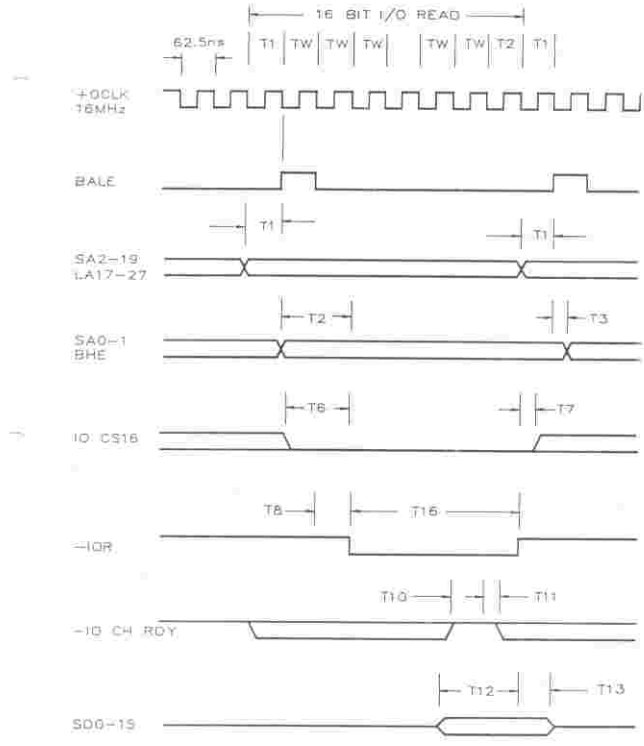 16 BIT I/O READ
62.5ns T1 TW TW TW TW TW T2 T1
+OCLK
16MHz
BALE
T1 T1
SA2-19
LA17-27
T2 T3
SA0-1
BHE
T6 T7
IO CS16
T8 T16
-IOR
T10 T11
-IO CH RDY
T12 T13
SD0-15